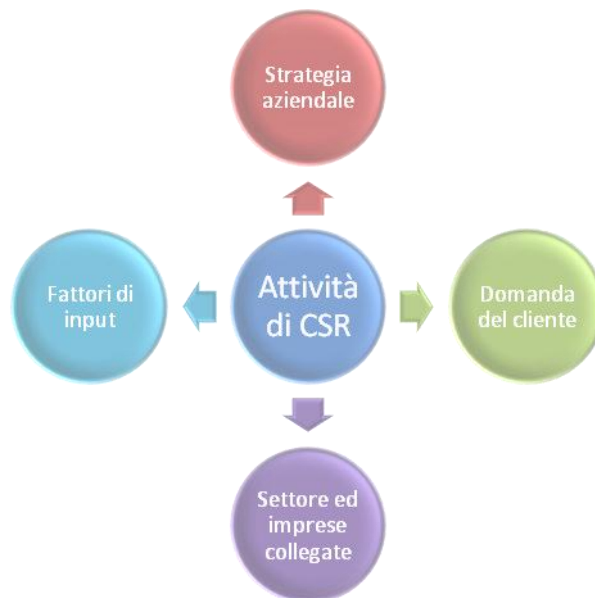 Strategia
aziendale
Fattori di
input
Attività
di CSR
Domanda
del cliente
Settore ed
imprese
collegate